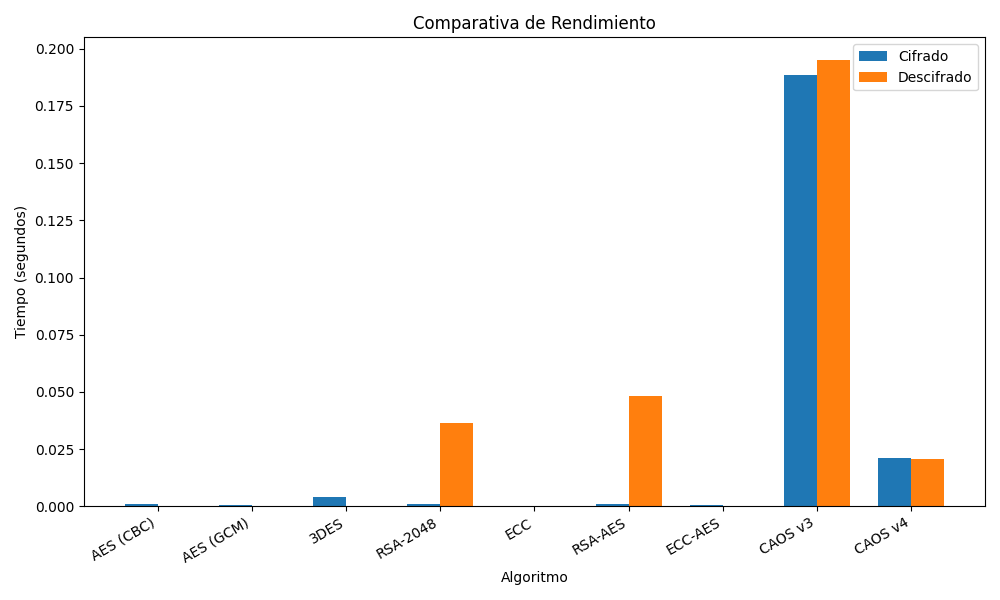 Comparativa de Rendimiento
Cifrado
Descifrado
Tiempo (segundos)
0.200
0.175
0.150
0.125
0.100
0.075
0.050
0.025
0.000
AES (CBC)
AES (GCM)
3DES
RSA-2048
ECC
RSA-AES
ECC-AES
CAOS v3
CAOS v4
Algoritmo